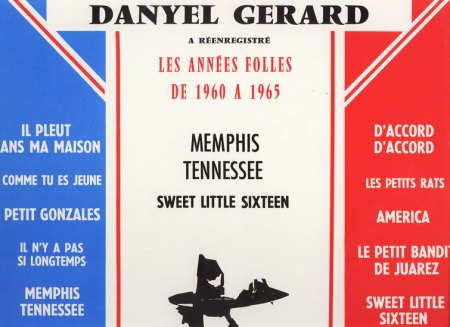 DANYEL GERARD
A RÉENREGISTRÉ
LES ANNÉES FOLLES
DE 1960 A 1965
IL PLEUT
ANS MA MAISON
COMME TU ES JEUNE
PETIT GONZALES
IL N'Y A PAS
SI LONGTEMPS
MEMPHIS
TENNESSEE
MEMPHIS
TENNESSEE
SWEET LITTLE SIXTEEN
D'ACCORD
D'ACCORD
LES PETITS RATS
AMERICA
LE PETIT BANDI
DE JUAREZ
SWEET LITTLE
SIXTEEN